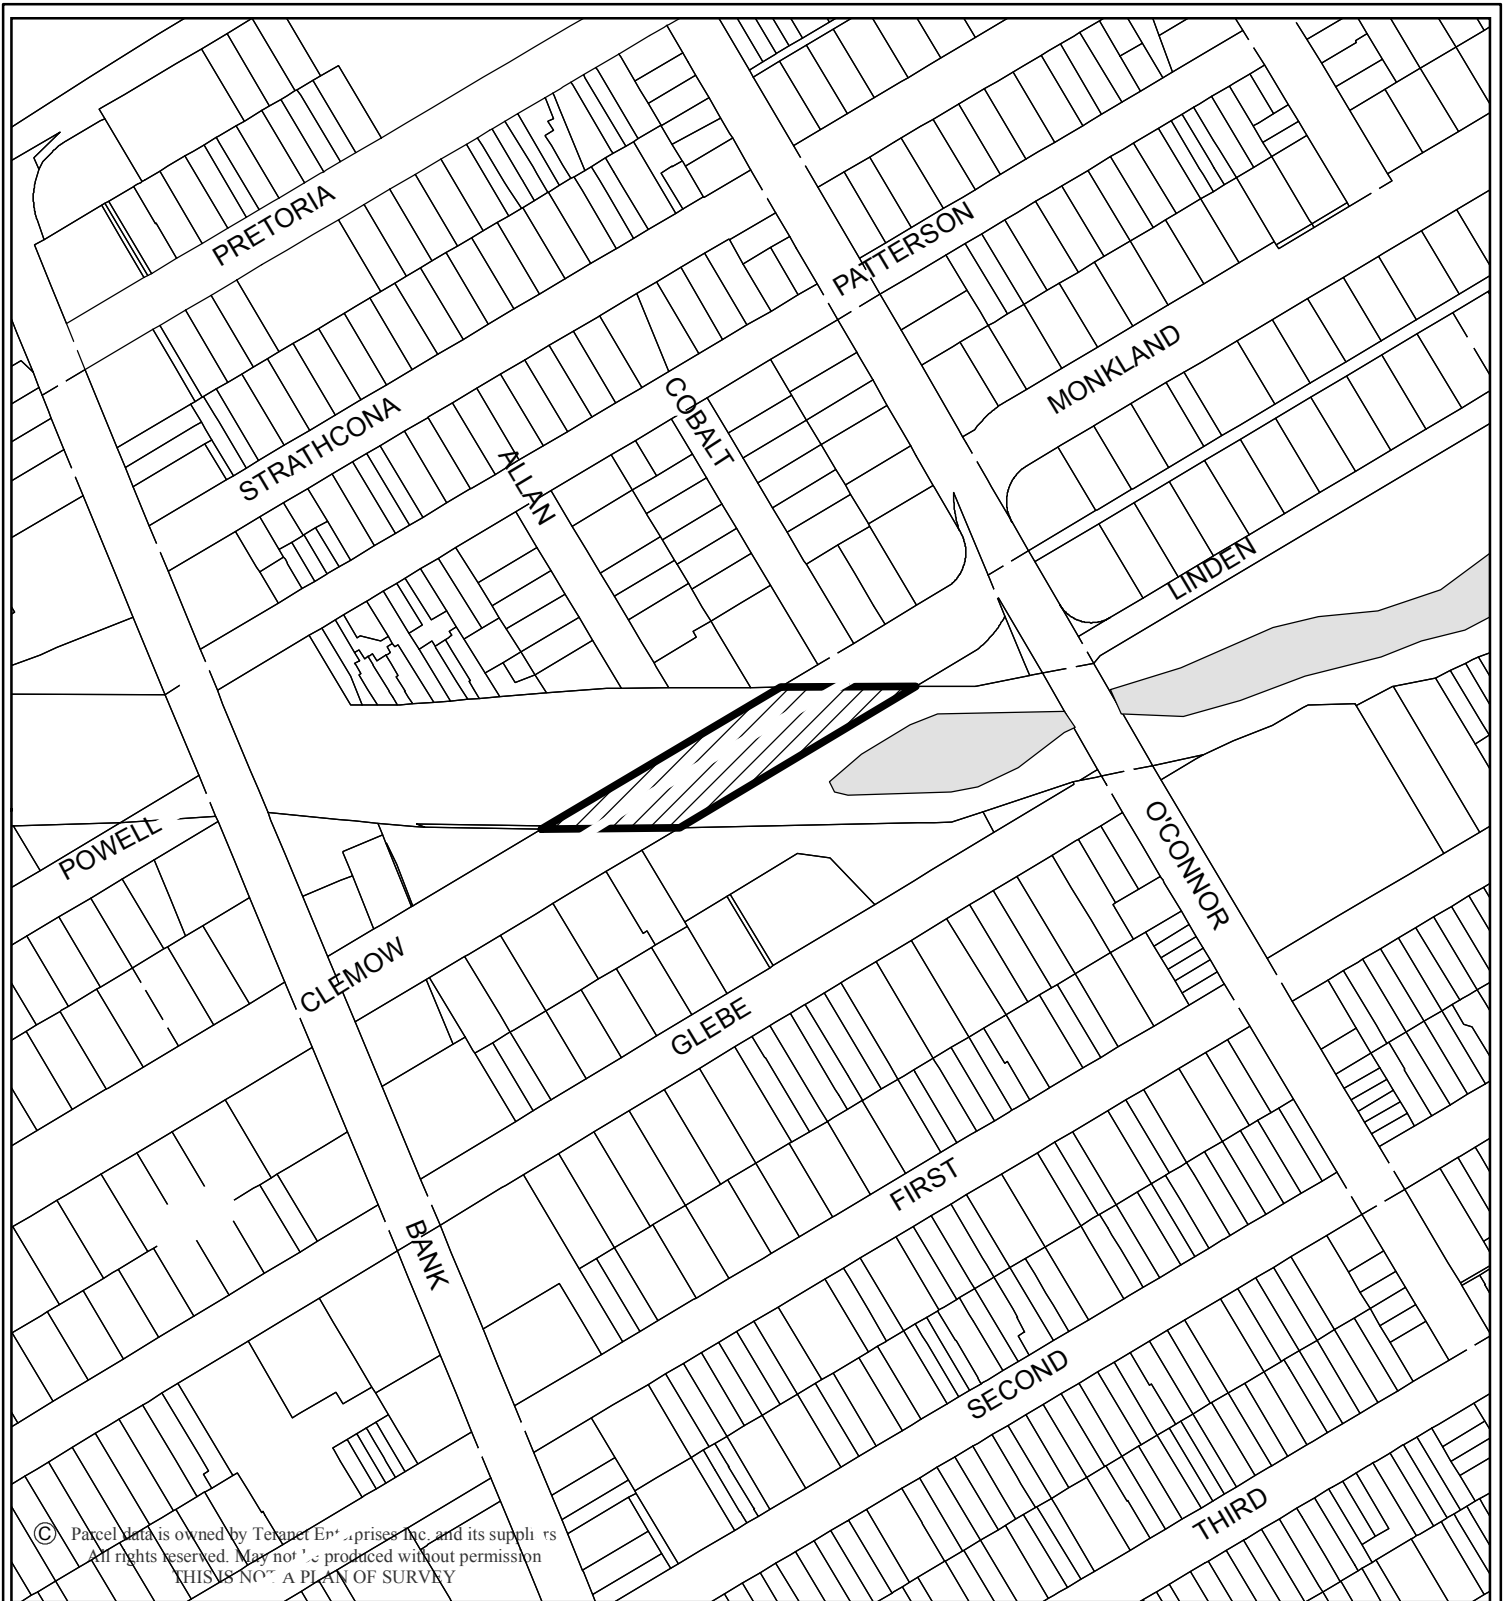 PRETORIA
PATTERSON
MONKLAND
STRATHCONA
COBALT
ALLAN
LINDEN
POWELL
O'CONNOR
CLEMOW
GLEBE
FIRST
BANK
SECOND
THIRD
© Parcel data is owned by Teranet Enterprises Inc. and its suppliers
All rights reserved. May not be produced without permission
THIS IS NOT A PLAN OF SURVEY